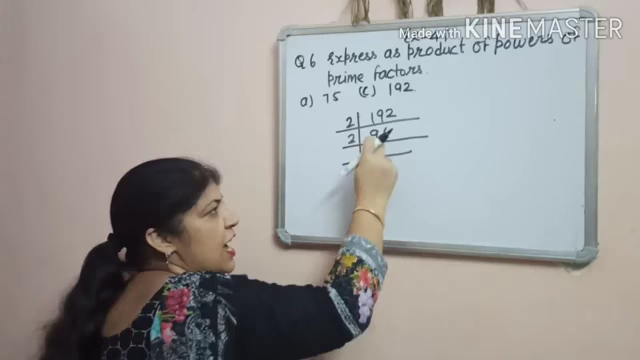 Made with KINEMASTER
Q6 Express as product of powers of
prime factors.
a) 75 (c) 192
2 192
2 96